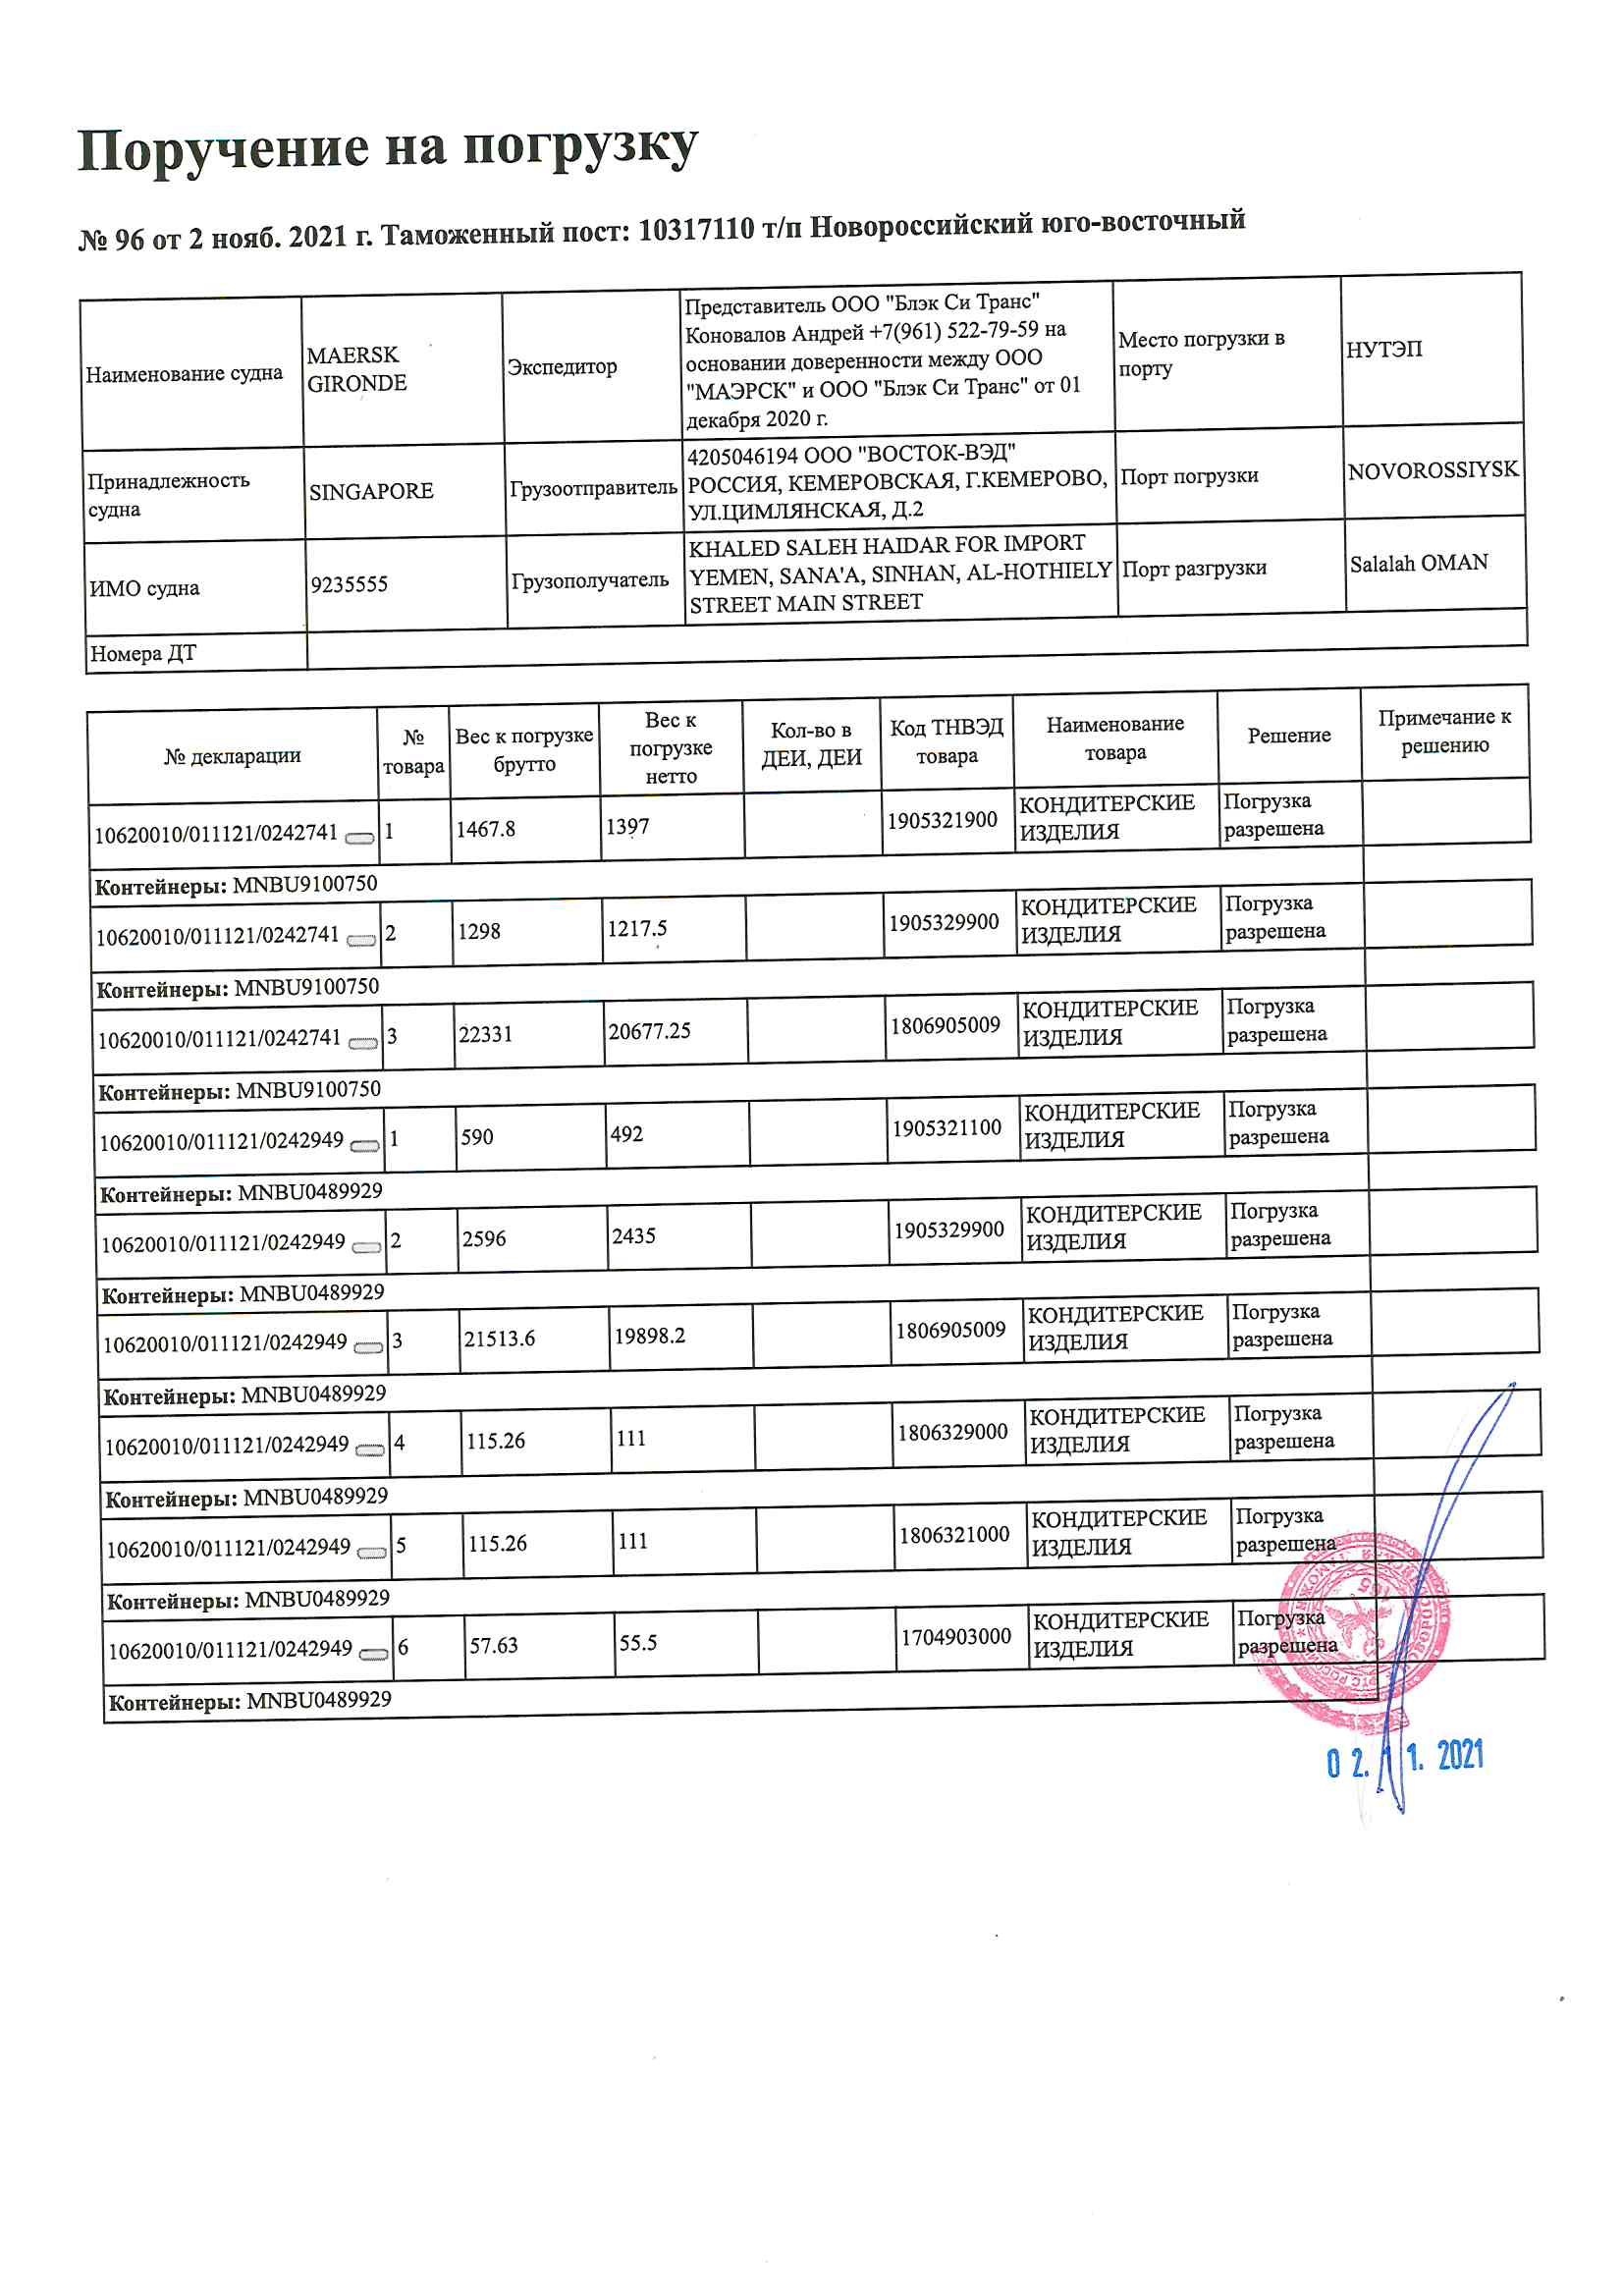 Поручение на погрузку
№ 96 от 2 нояб. 2021 г. Таможенный пост: 10317110 т/п Новороссийский юго-восточный
Наименование судна
MAERSK
GIRONDE
Экспедитор
Представитель ООО "Блэк Си Транс"
Коновалов Андрей +7(961) 522-79-59 на
основании доверенности между ООО
"МАЭРСК" и ООО "Блэк Си Транс" от 01
декабря 2020 г.
Место погрузки в
порту
НУТЭП
Принадлежность
судна
SINGAPORE
Грузоотправитель
4205046194 ООО "ВОСТОК-ВЭД"
РОССИЯ, КЕМЕРОВСКАЯ, Г.КЕМЕРОВО,
УЛ.ЦИМЛЯНСКАЯ, Д.2
Порт погрузки
NOVOROSSIYSK
ИМО судна
9235555
Грузополучатель
KHALED SALEH HAIDAR FOR IMPORT
YEMEN, SANA'A, SINHAN, AL-HOTHIELY
STREET MAIN STREET
Порт разгрузки
Salalah OMAN
Номера ДТ
№ декларации
№
товара
Вес к погрузке
брутто
Вес к
погрузке
нетто
Кол-во в
ДЕИ, ДЕИ
Код ТНВЭД
товара
Наименование
товара
Решение
Примечание к
решению
10620010/011121/0242741 1 1467.8 1397 1905321900 КОНДИТЕРСКИЕ Погрузка
ИЗДЕЛИЯ разрешена
Контейнеры: MNBU9100750
10620010/011121/0242741 2 1298 1217.5 1905329900 КОНДИТЕРСКИЕ Погрузка
ИЗДЕЛИЯ разрешена
Контейнеры: MNBU9100750
10620010/011121/0242741 3 22331 20677.25 1806905009 КОНДИТЕРСКИЕ Погрузка
ИЗДЕЛИЯ разрешена
Контейнеры: MNBU9100750
10620010/011121/0242949 1 590 492 1905321100 КОНДИТЕРСКИЕ Погрузка
ИЗДЕЛИЯ разрешена
Контейнеры: MNBU0489929
10620010/011121/0242949 2 2596 2435 1905329900 КОНДИТЕРСКИЕ Погрузка
ИЗДЕЛИЯ разрешена
Контейнеры: MNBU0489929
10620010/011121/0242949 3 21513.6 19898.2 1806905009 КОНДИТЕРСКИЕ Погрузка
ИЗДЕЛИЯ разрешена
Контейнеры: MNBU0489929
10620010/011121/0242949 4 115.26 111 1806329000 КОНДИТЕРСКИЕ Погрузка
ИЗДЕЛИЯ разрешена
Контейнеры: MNBU0489929
10620010/011121/0242949 5 115.26 111 1806321000 КОНДИТЕРСКИЕ Погрузка
ИЗДЕЛИЯ разрешена
Контейнеры: MNBU0489929
10620010/011121/0242949 6 57.63 55.5 1704903000 КОНДИТЕРСКИЕ Погрузка
ИЗДЕЛИЯ разрешена
Контейнеры: MNBU0489929
02.11.2021